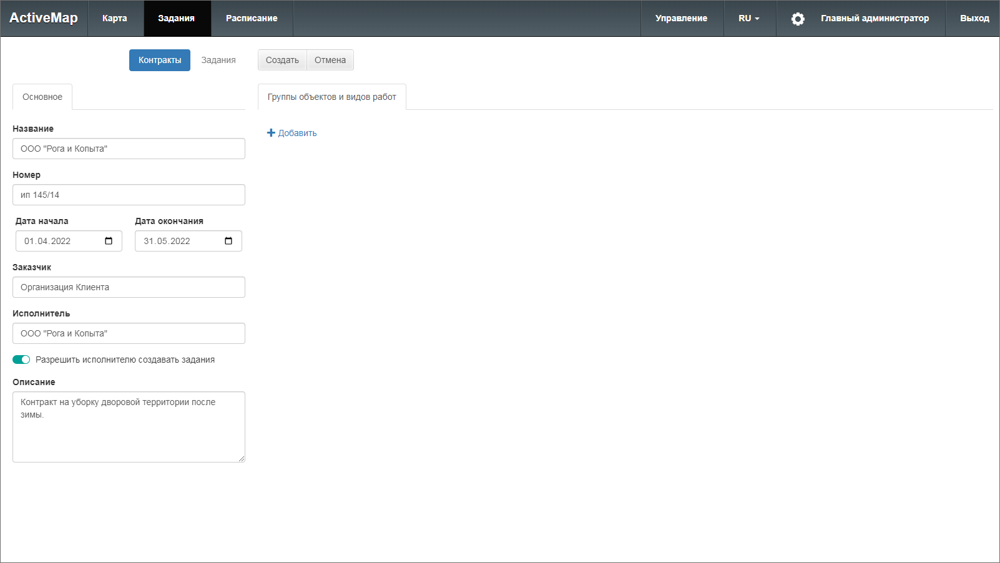 ActiveMap
Карта
Задания
Расписание
Управление
RU
Главный администратор
Выход
Контракты
Задания
Создать
Отмена
Основное
Группы объектов и видов работ
Название
ООО "Рога и Копыта"
Номер
ип 145/14
Дата начала
Дата окончания
01.04.2022
31.05.2022
Заказчик
Организация Клиента
Исполнитель
ООО "Рога и Копыта"
Разрешить исполнителю создавать задания
Описание
Контракт на уборку дворовой территории после
зимы.
Добавить